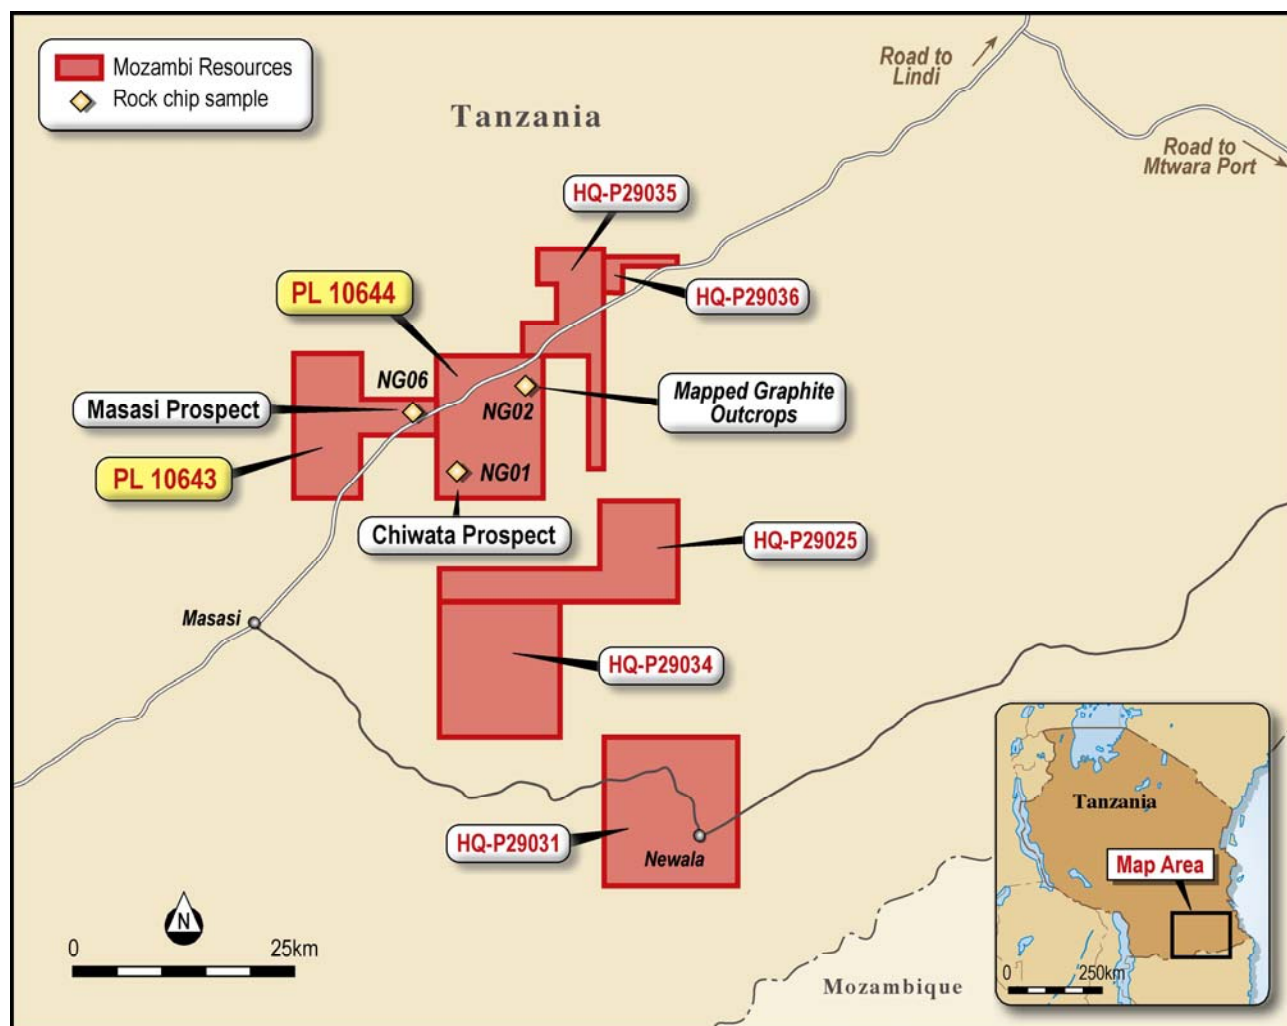 Mozambi Resources
Rock chip sample
Tanzania
Road to
Lindi
Road to
Mtwara Port
HQ-P29035
HQ-P29036
PL 10644
NG06
Masasi Prospect
NG02
Mapped Graphite
Outcrops
PL 10643
NG01
Chiwata Prospect
HQ-P29025
Masasi
HQ-P29034
HQ-P29031
Newala
N
0 25km
Mozambique
Tanzania
Map Area
0 250km